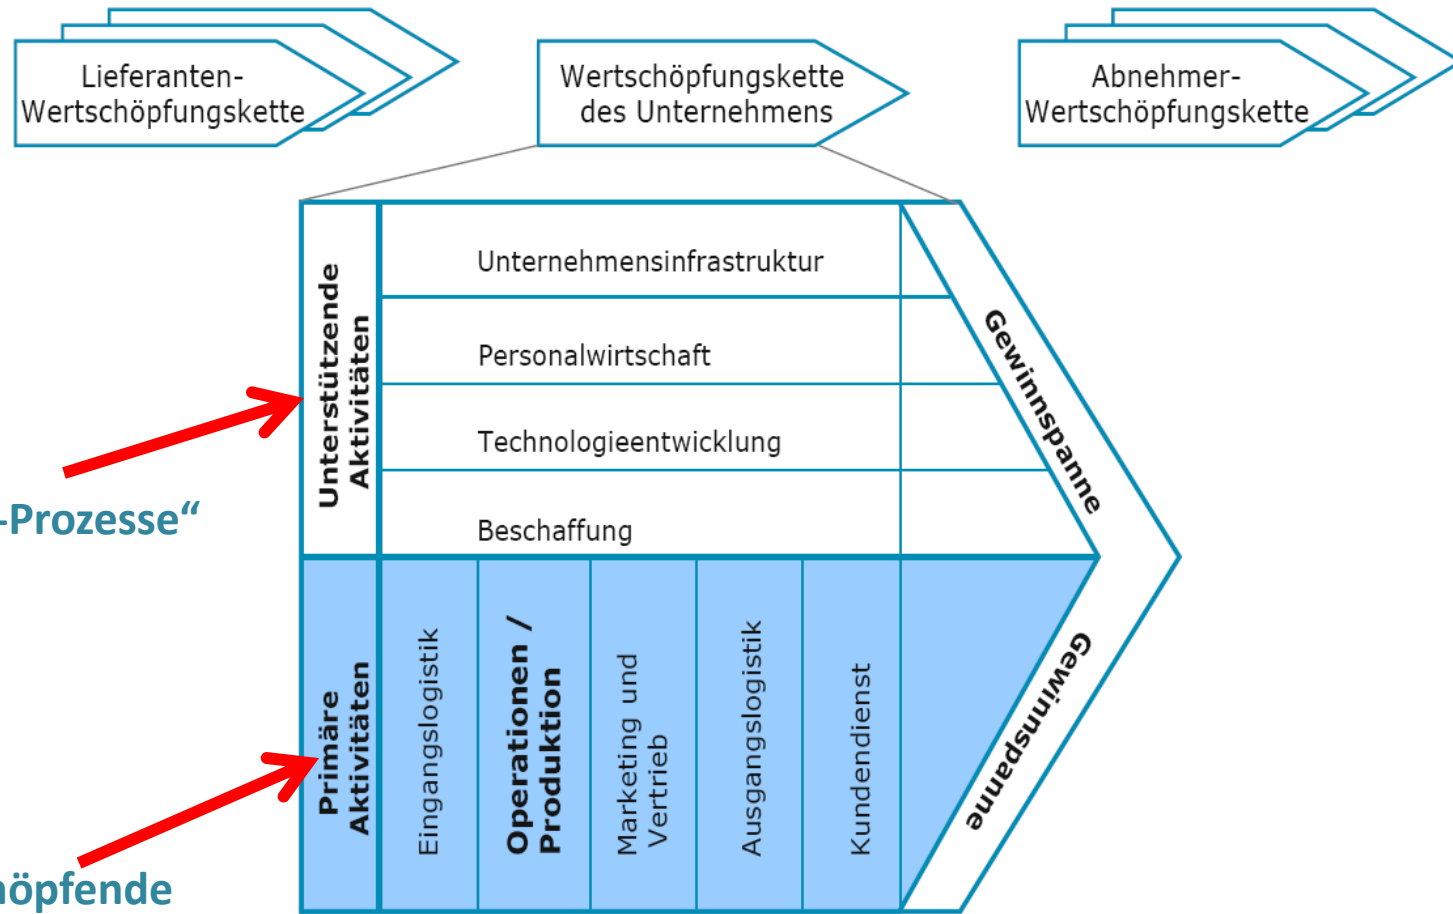 Lieferanten-
Wertschöpfungskette
Wertschöpfungskette
des Unternehmens
Abnehmer-
Wertschöpfungskette
Unterstützende
Aktivitäten
Unternehmensinfrastruktur
Personalwirtschaft
Technologieentwicklung
Beschaffung
Gewinnspanne
-Prozesse“
Primäre
Aktivitäten
Eingangslogistik
Operationen /
Produktion
Marketing und
Vertrieb
Ausgangslogistik
Kundendienst
Gewinnspanne
öpfende